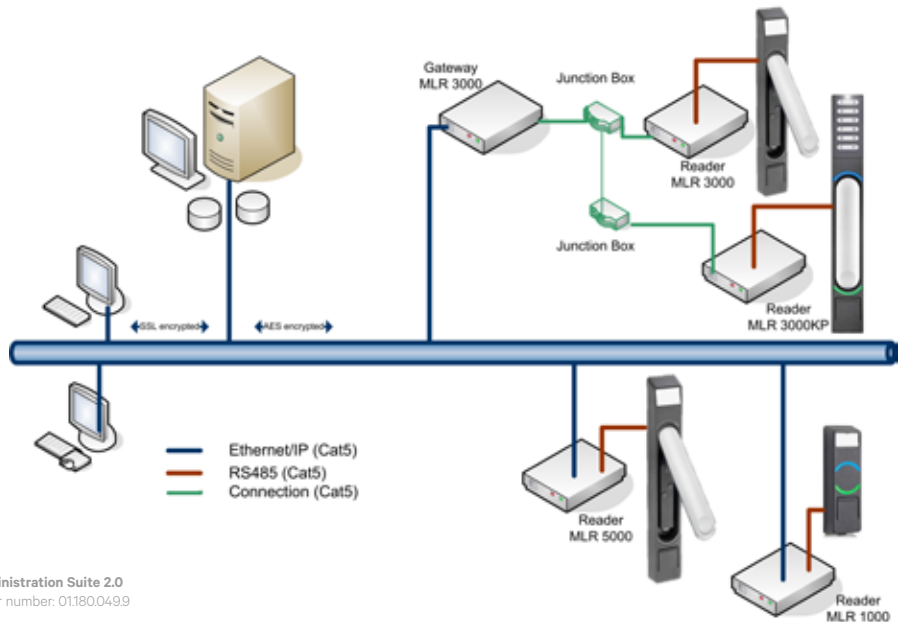 Gateway
MLR 3000
Junction Box
Reader
MLR 3000
Junction Box
Reader
MLR 3000KP
SSL encrypted
AES encrypted
Ethernet/IP (Cat5)
RS485 (Cat5)
Connection (Cat5)
Reader
MLR 5000
Reader
MLR 1000
inistration Suite 2.0
r number: 01.180.049.9